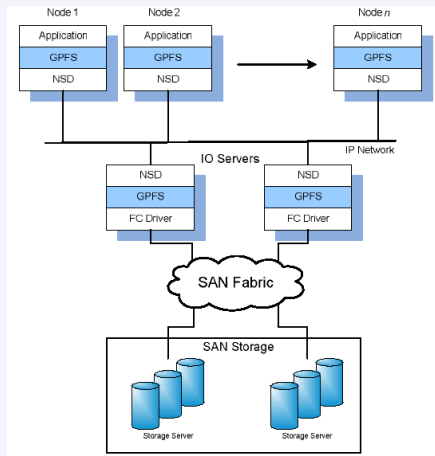 Node 1
Node 2
Node n
Application
Application
Application
GPFS
GPFS
GPFS
NSD
NSD
NSD
IP Network
IO Servers
NSD
NSD
GPFS
GPFS
FC Driver
FC Driver
SAN Fabric
SAN Storage
Storage Server
Storage Server